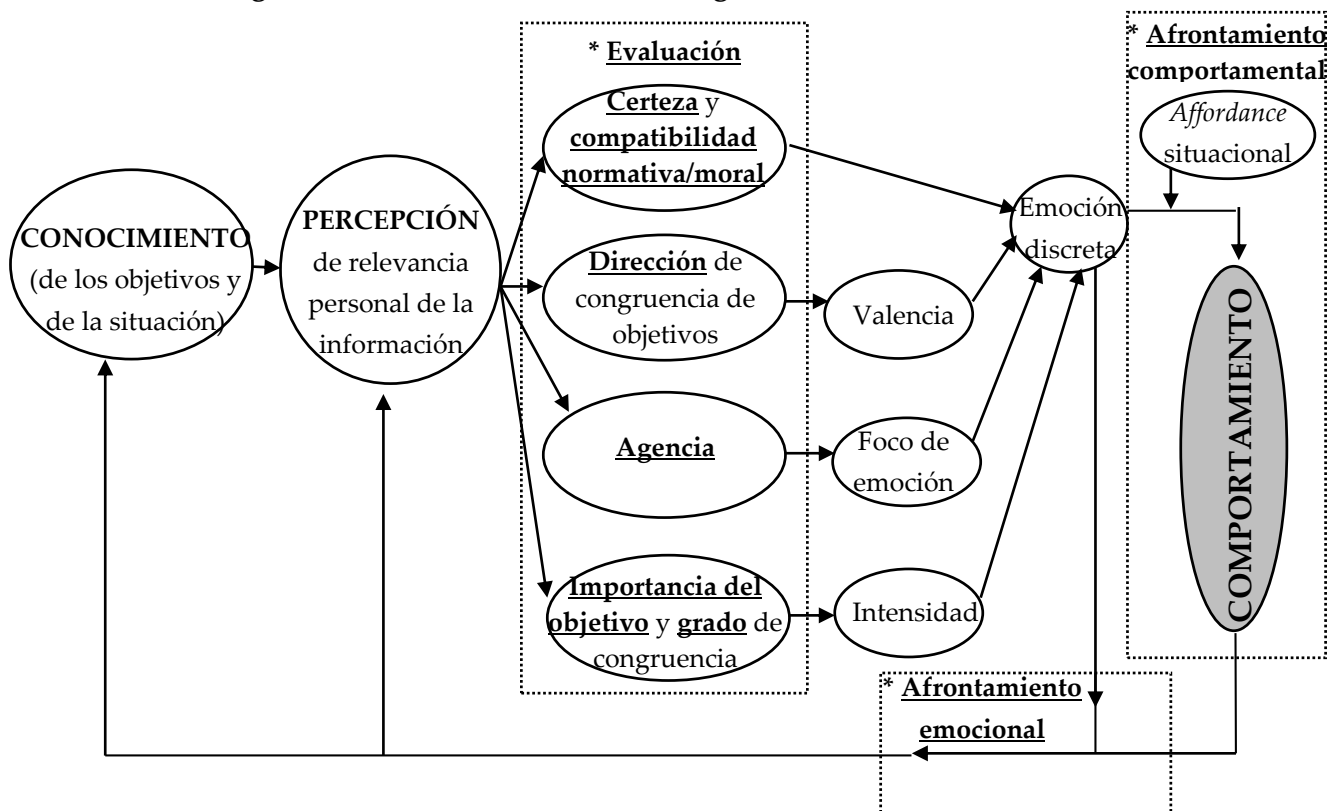 * Evaluación
Certeza y
compatibilidad
normativa/moral
* Afrontamiento
comportamental
Affordance
situacional
CONOCIMIENTO
(de los objetivos y
de la situación)
PERCEPCIÓN
de relevancia
personal de la
información
Dirección de
congruencia de
objetivos
Valencia
Emoción
discreta
Agencia
Foco de
emoción
Importancia del
objetivo y grado de
congruencia
Intensidad
COMPORTAMIENTO
* Afrontamiento
emocional